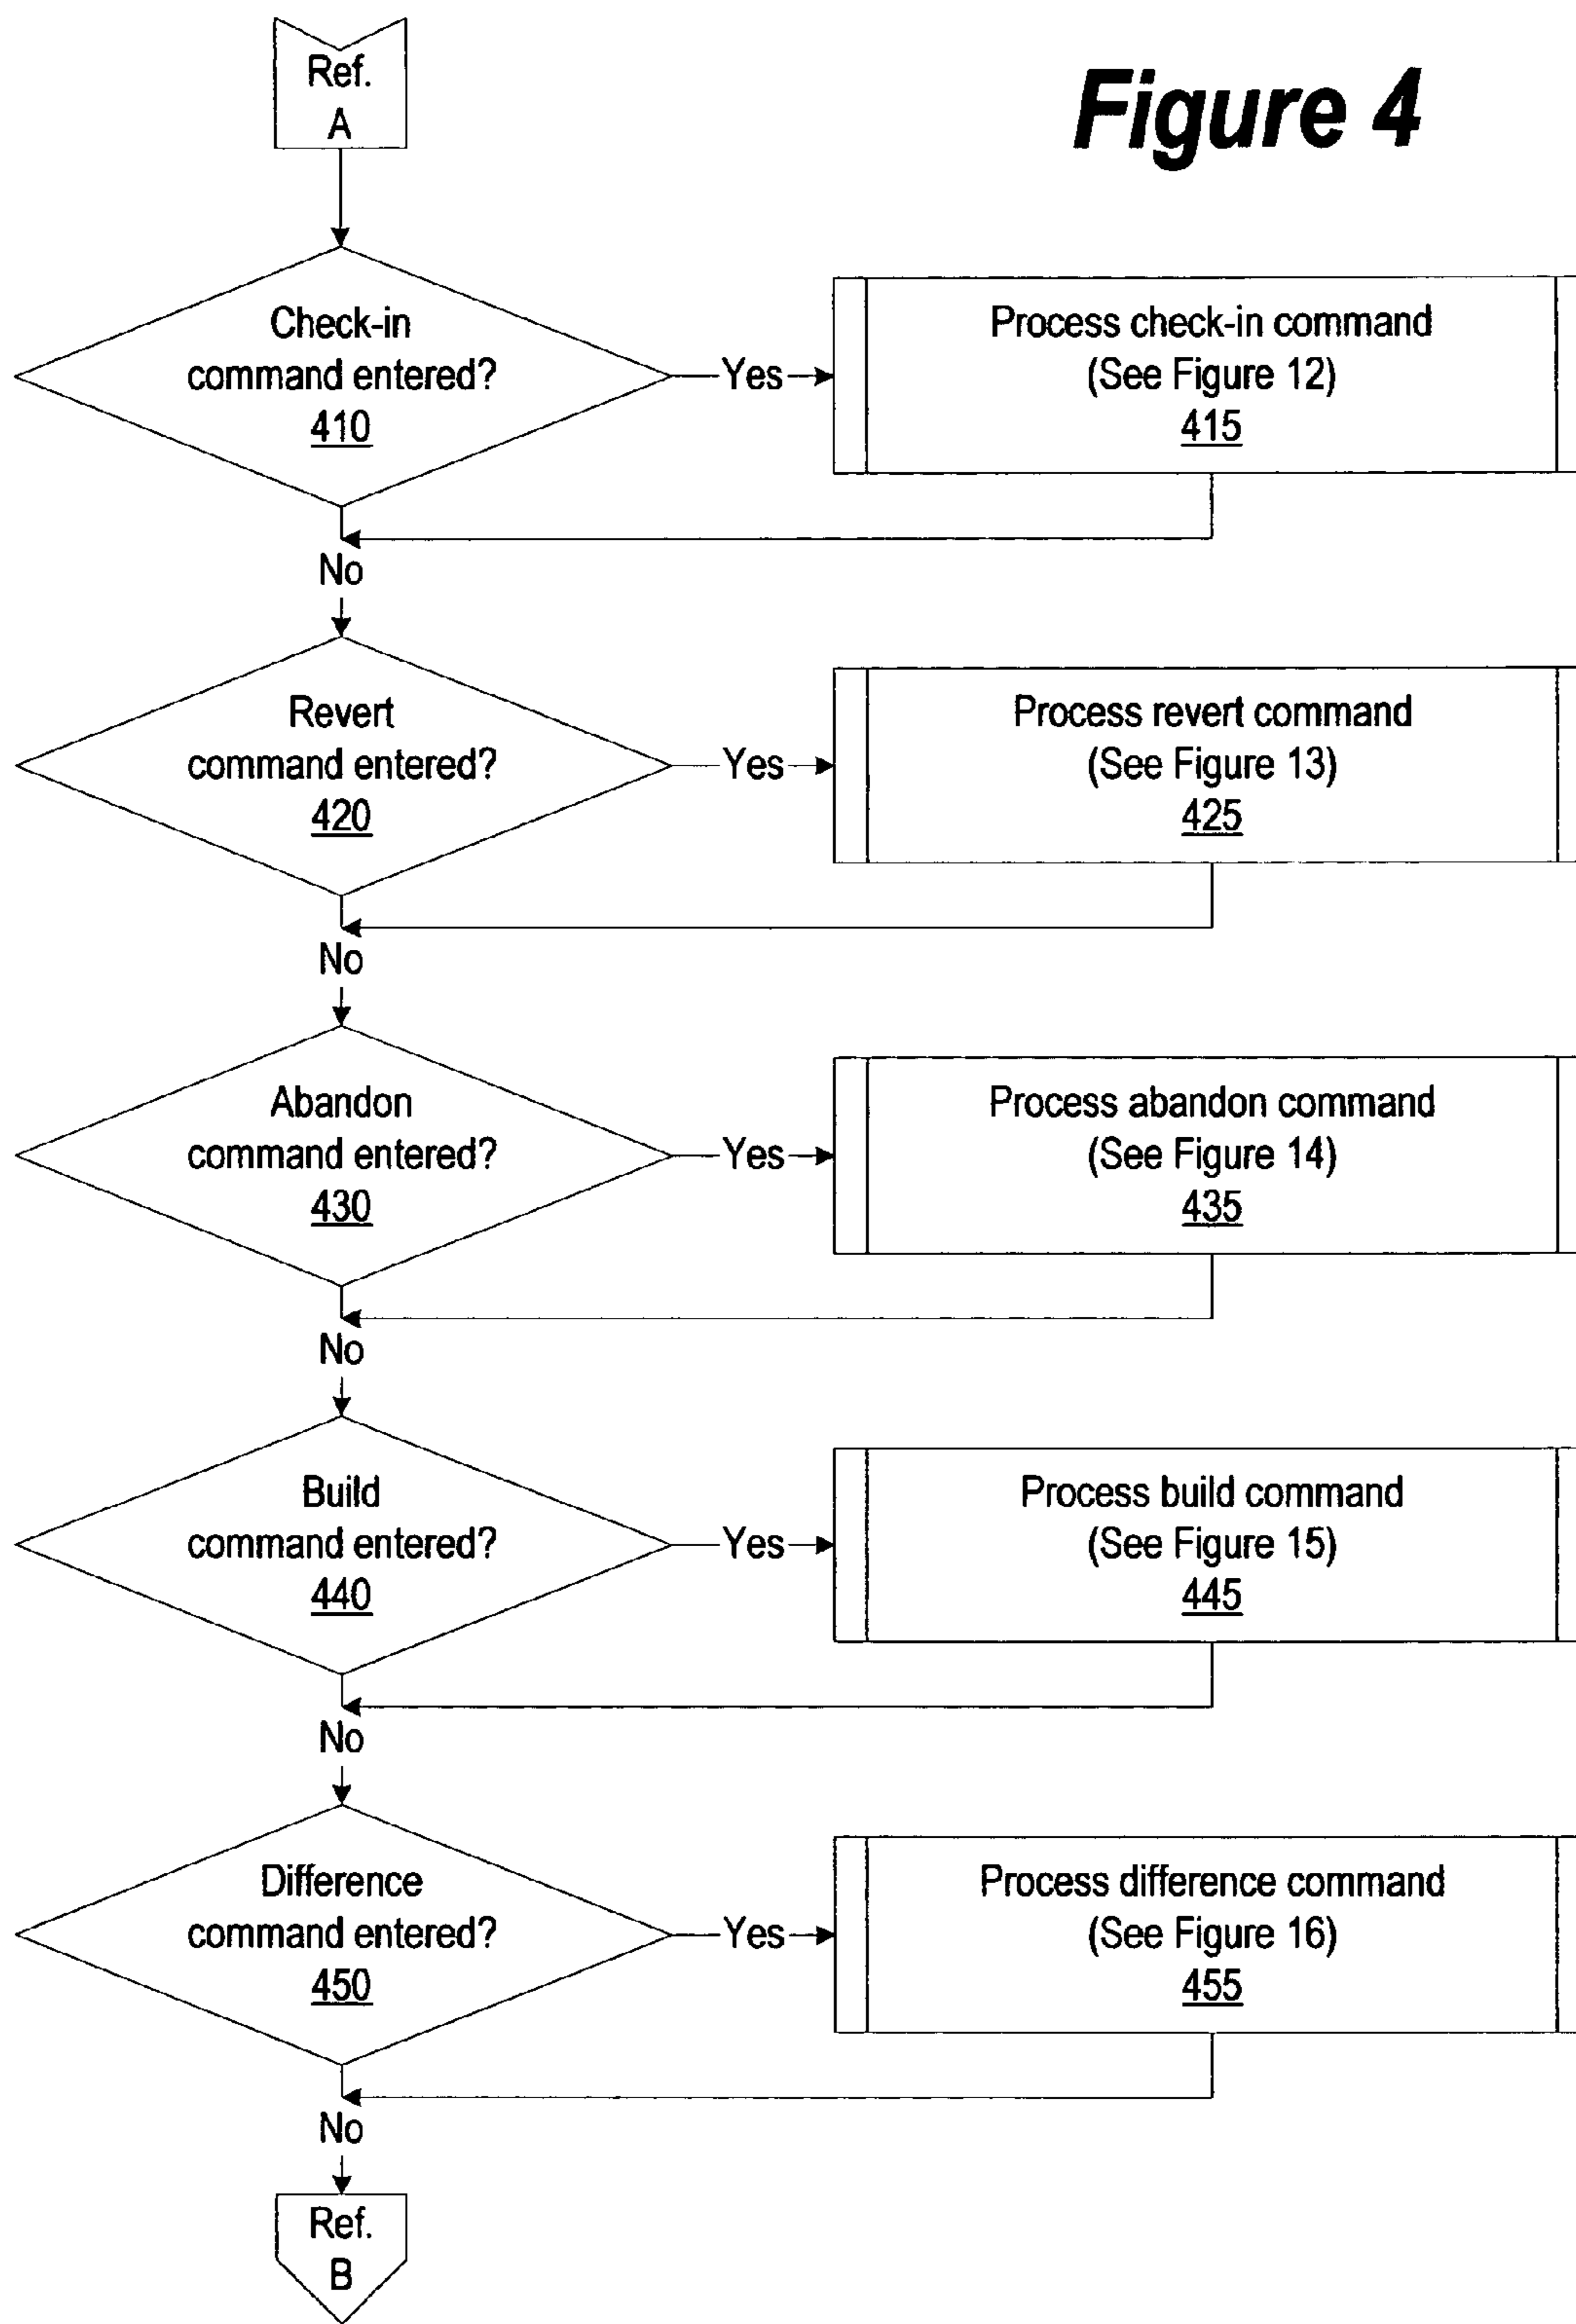 Figure 4
Ref.
A
Check-in
command entered?
410
Yes
Process check-in command
(See Figure 12)
415
No
Revert
command entered?
420
Yes
Process revert command
(See Figure 13)
425
No
Abandon
command entered?
430
Yes
Process abandon command
(See Figure 14)
435
No
Build
command entered?
440
Yes
Process build command
(See Figure 15)
445
No
Difference
command entered?
450
Yes
Process difference command
(See Figure 16)
455
No
Ref.
B